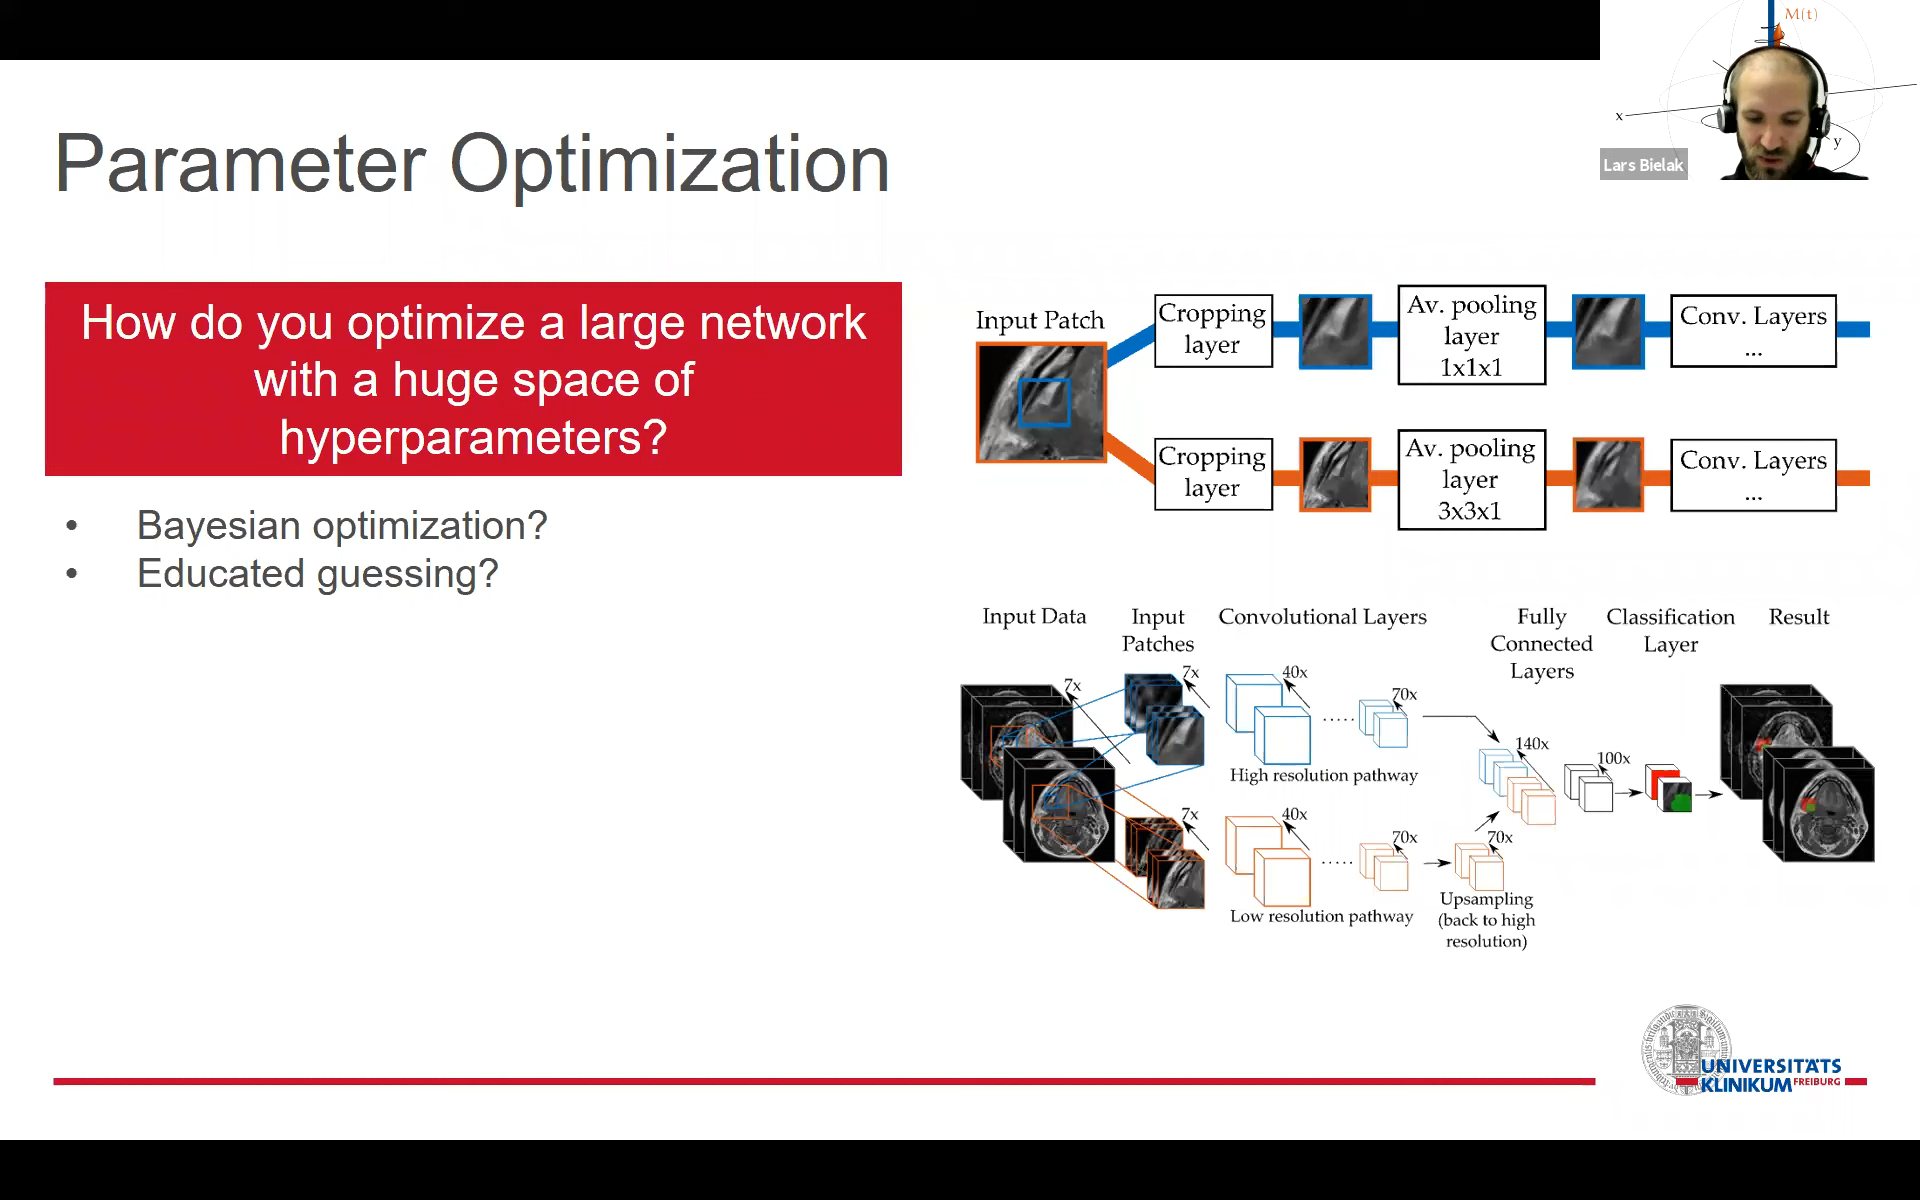 M(t)
x
y
Lars Bielak
Parameter Optimization
How do you optimize a large network
with a huge space of
hyperparameters?
• Bayesian optimization?
• Educated guessing?
Input Patch
Cropping
layer
Av. pooling
layer
1x1x1
Conv. Layers
...
Cropping
layer
Av. pooling
layer
3x3x1
Conv. Layers
...
Input Data
Input
Patches
Convolutional Layers
Fully
Connected
Layers
Classification
Layer
Result
7x
7x
40x
70x
High resolution pathway
140x
100x
7x
40x
70x
70x
Low resolution pathway
Upsampling
(back to high
resolution)
UNIVERSITÄTS
KLINIKUM FREIBURG